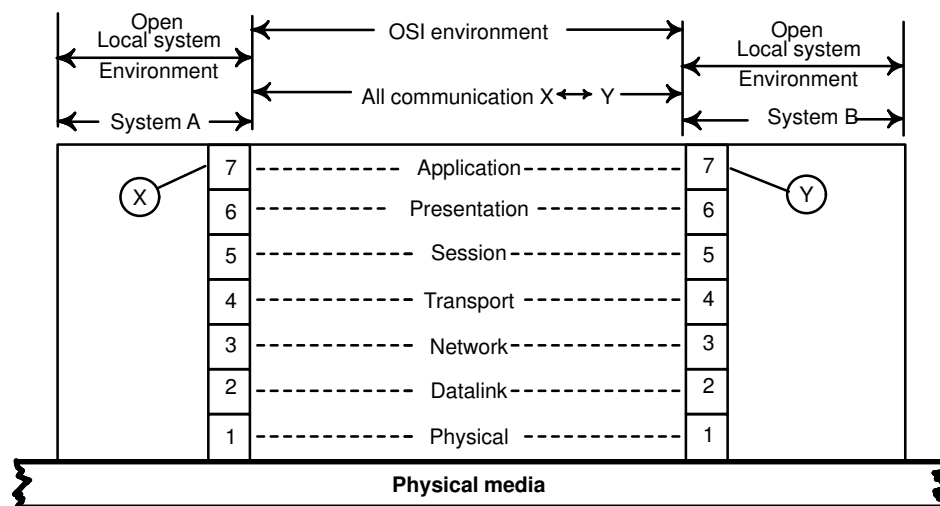 Open
Local system
Environment
OSI environment
Open
Local system
Environment
All communication X Y
System A
System B
X
Y
7 Application 7
6 Presentation 6
5 Session 5
4 Transport 4
3 Network 3
2 Datalink 2
1 Physical 1
Physical media